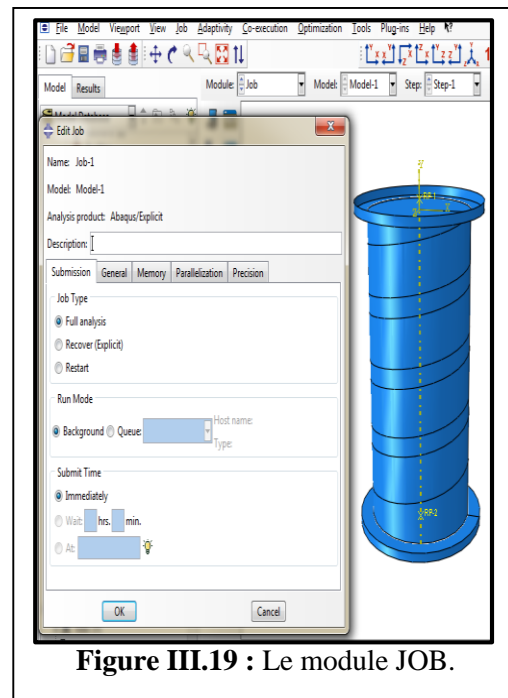 File Model Viewport View Job Adaptivity Co-execution Optimization Tools Plug-ins Help
Model Results
Module: Job Model: Model-1 Step: Step-1
Edit Job
X
Name: Job-1
Model: Model-1
Analysis product: Abaqus/Explicit
Description:
Submission General Memory Parallelization Precision
Job Type
Full analysis
Recover (Explicit)
Restart
Run Mode
Background Queue: Host name:
Type:
Submit Time
Immediately
Wait: hrs. min.
At:
OK Cancel
RP-1
RP-2
Figure III.19 : Le module JOB.